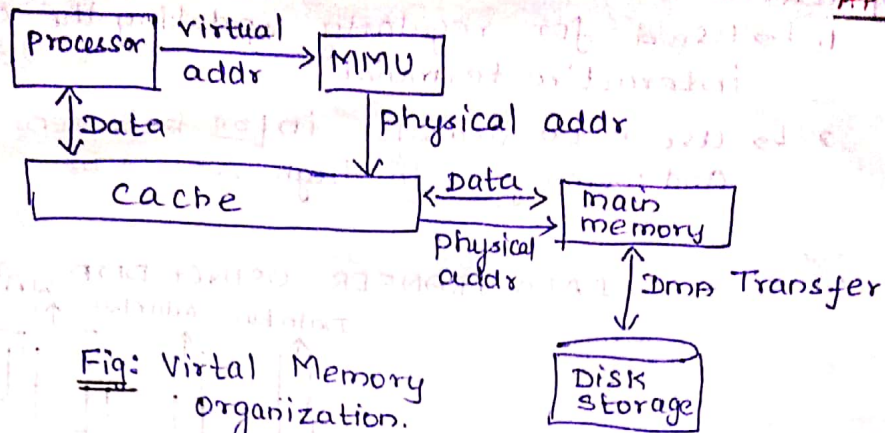 Processor
virtual
addr
MMU
Data
Physical addr
cache
Data
main
memory
Physical
addr
DMA Transfer
Fig: Virtal Memory
Organization.
Disk
storage